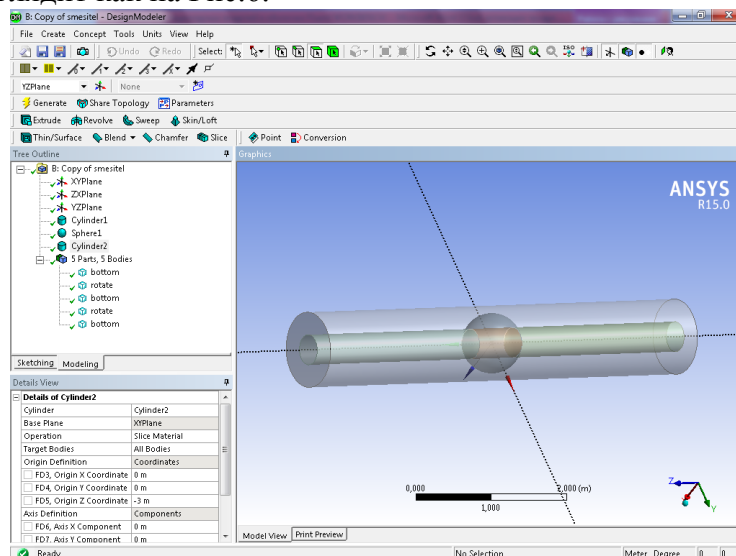 B: Copy of smesitel - DesignModeler
File Create Concept Tools Units View Help
Undo Redo Select:
YZPlane None
Generate Share Topology Parameters
Extrude Revolve Sweep Skin/Loft
Thin/Surface Blend Chamfer Slice Point Conversion
Tree Outline
B: Copy of smesitel
XYPlane
ZXPlane
YZPlane
Cylinder1
Sphere1
Cylinder2
5 Parts, 5 Bodies
bottom
rotate
bottom
rotate
bottom
Sketching Modeling
Details View
Details of Cylinder2
Cylinder Cylinder2
Base Plane XYPlane
Operation Slice Material
Target Bodies All Bodies
Origin Definition Coordinates
FD3, Origin X Coordinate 0 m
FD4, Origin Y Coordinate 0 m
FD5, Origin Z Coordinate -3 m
Axis Definition Components
FD6, Axis X Component 0 m
FD7, Axis Y Component 0 m
Graphics
ANSYS
R15.0
0,000 2,000 (m)
1,000
Z
Y
Model View Print Preview
Ready No Selection Meter Degree 0 0